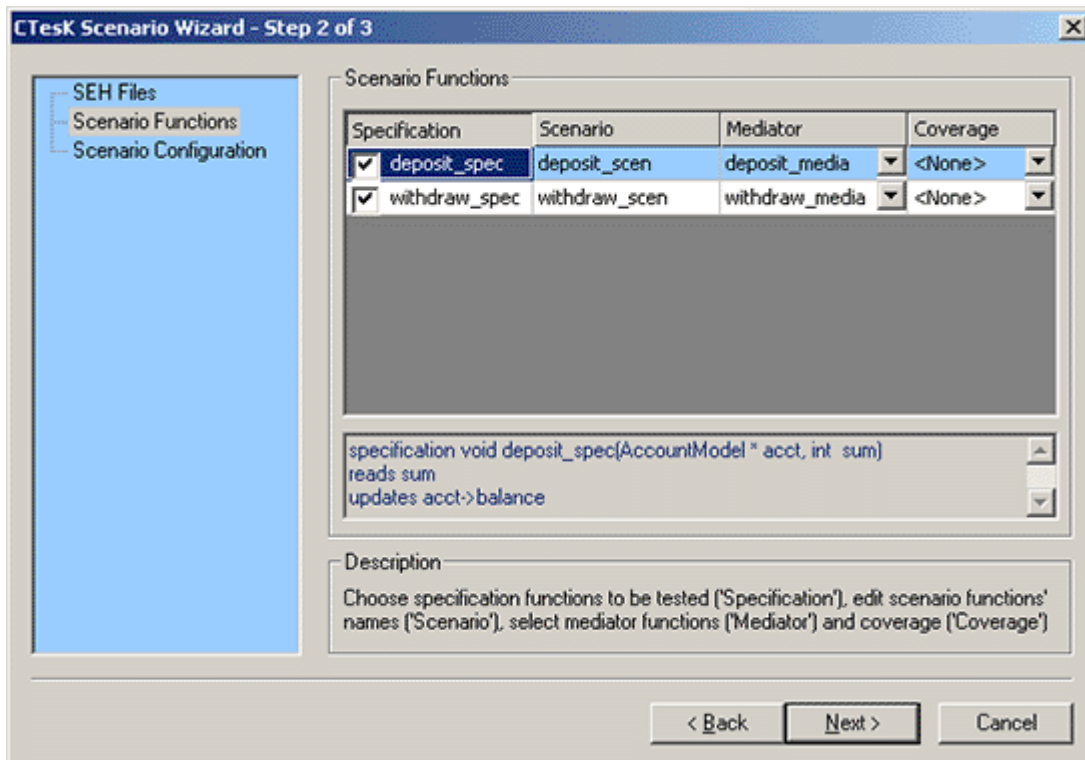 CTesK Scenario Wizard - Step 2 of 3
SEH Files
Scenario Functions
Scenario Configuration
Scenario Functions
Specification Scenario Mediator Coverage
deposit_spec deposit_scen deposit_media <None>
withdraw_spec withdraw_scen withdraw_media <None>
specification void deposit_spec(AccountModel * acct, int sum)
reads sum
updates acct->balance
Description
Choose specification functions to be tested ('Specification'), edit scenario functions'
names ('Scenario'), select mediator functions ('Mediator') and coverage ('Coverage')
< Back Next > Cancel